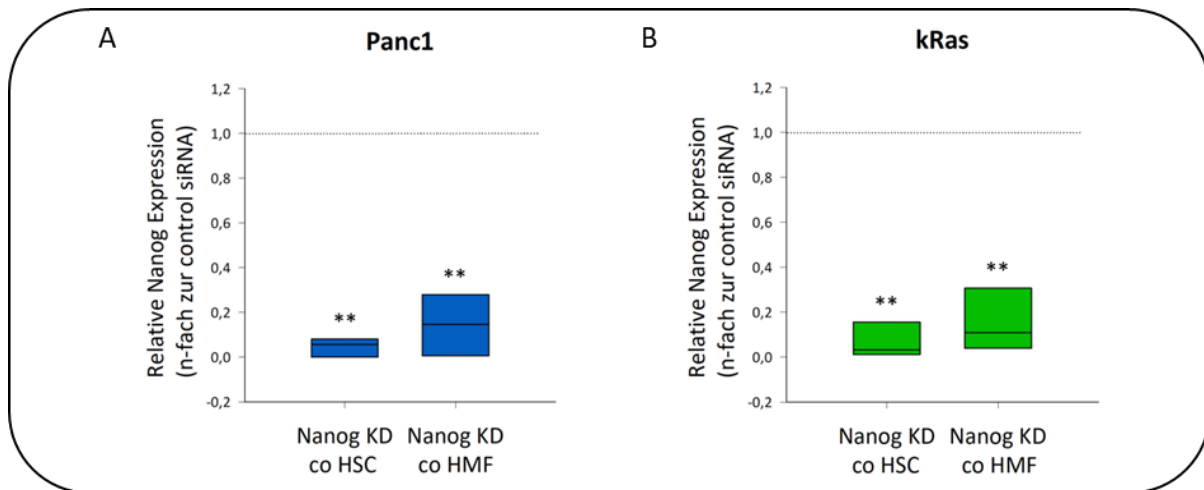 A
Panc1
Relative Nanog Expression
(n-fach zur control siRNA)
1,2
1,0
0,8
0,6
0,4
0,2
0,0
-0,2
**
**
Nanog KD
co HSC
Nanog KD
co HMF
B
kRas
Relative Nanog Expression
(n-fach zur control siRNA)
1,2
1,0
0,8
0,6
0,4
0,2
0,0
-0,2
**
**
Nanog KD
co HSC
Nanog KD
co HMF